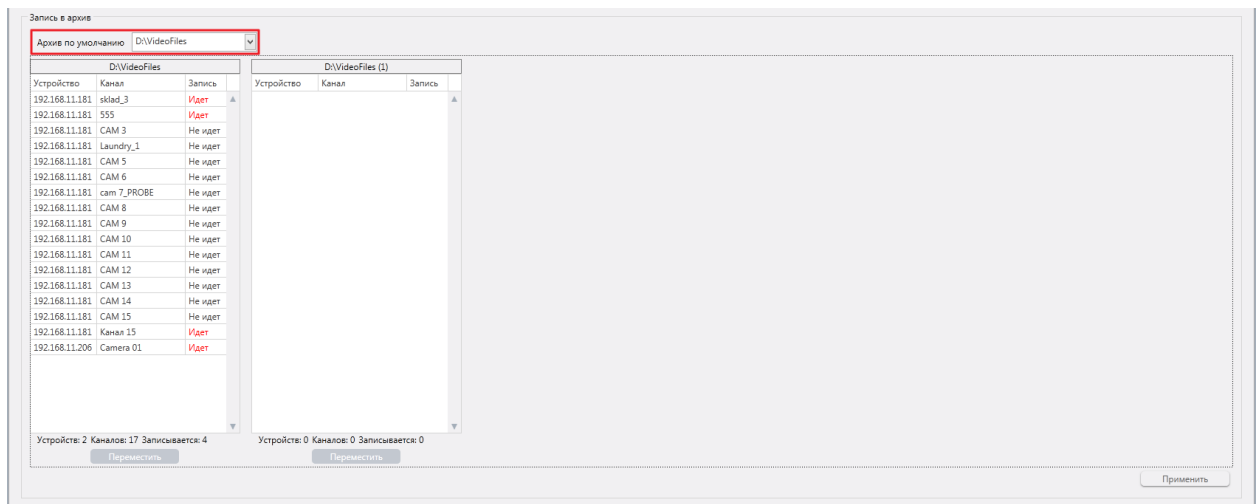 Запись в архив
Архив по умолчанию D:\VideoFiles
D:\VideoFiles
Устройство Канал Запись
192.168.11.181 sklad_3 Идет
192.168.11.181 555 Идет
192.168.11.181 CAM 3 Не идет
192.168.11.181 Laundry_1 Не идет
192.168.11.181 CAM 5 Не идет
192.168.11.181 CAM 6 Не идет
192.168.11.181 cam 7_PROBE Не идет
192.168.11.181 CAM 8 Не идет
192.168.11.181 CAM 9 Не идет
192.168.11.181 CAM 10 Не идет
192.168.11.181 CAM 11 Не идет
192.168.11.181 CAM 12 Не идет
192.168.11.181 CAM 13 Не идет
192.168.11.181 CAM 14 Не идет
192.168.11.181 CAM 15 Не идет
192.168.11.181 Канал 15 Идет
192.168.11.206 Camera 01 Идет
Устройств: 2 Каналов: 17 Записывается: 4
Переместить
D:\VideoFiles (1)
Устройство Канал Запись
Устройств: 0 Каналов: 0 Записывается: 0
Переместить
Применить